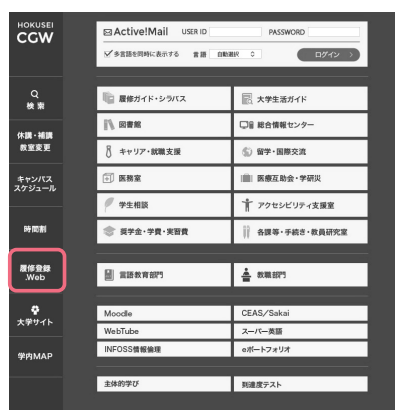 HOKUSEI
CGW
Active!Mail USER ID PASSWORD
多言語を同時に表示する 言語 自動選択 ログイン
検索
休講・補講
教室変更
キャンパス
スケジュール
時間割
履修登録
.Web
大学サイト
学内MAP
履修ガイド・シラバス
大学生活ガイド
図書館
総合情報センター
キャリア・就職支援
留学・国際交流
医務室
医療互助会・学研災
学生相談
アクセシビリティ支援室
奨学金・学費・実習費
各課等・手続き・教員研究室
言語教育部門
教職部門
Moodle
CEAS/Sakai
WebTube
スーパー英語
INFOSS情報倫理
eポートフォリオ
主体的学び
到達度テスト